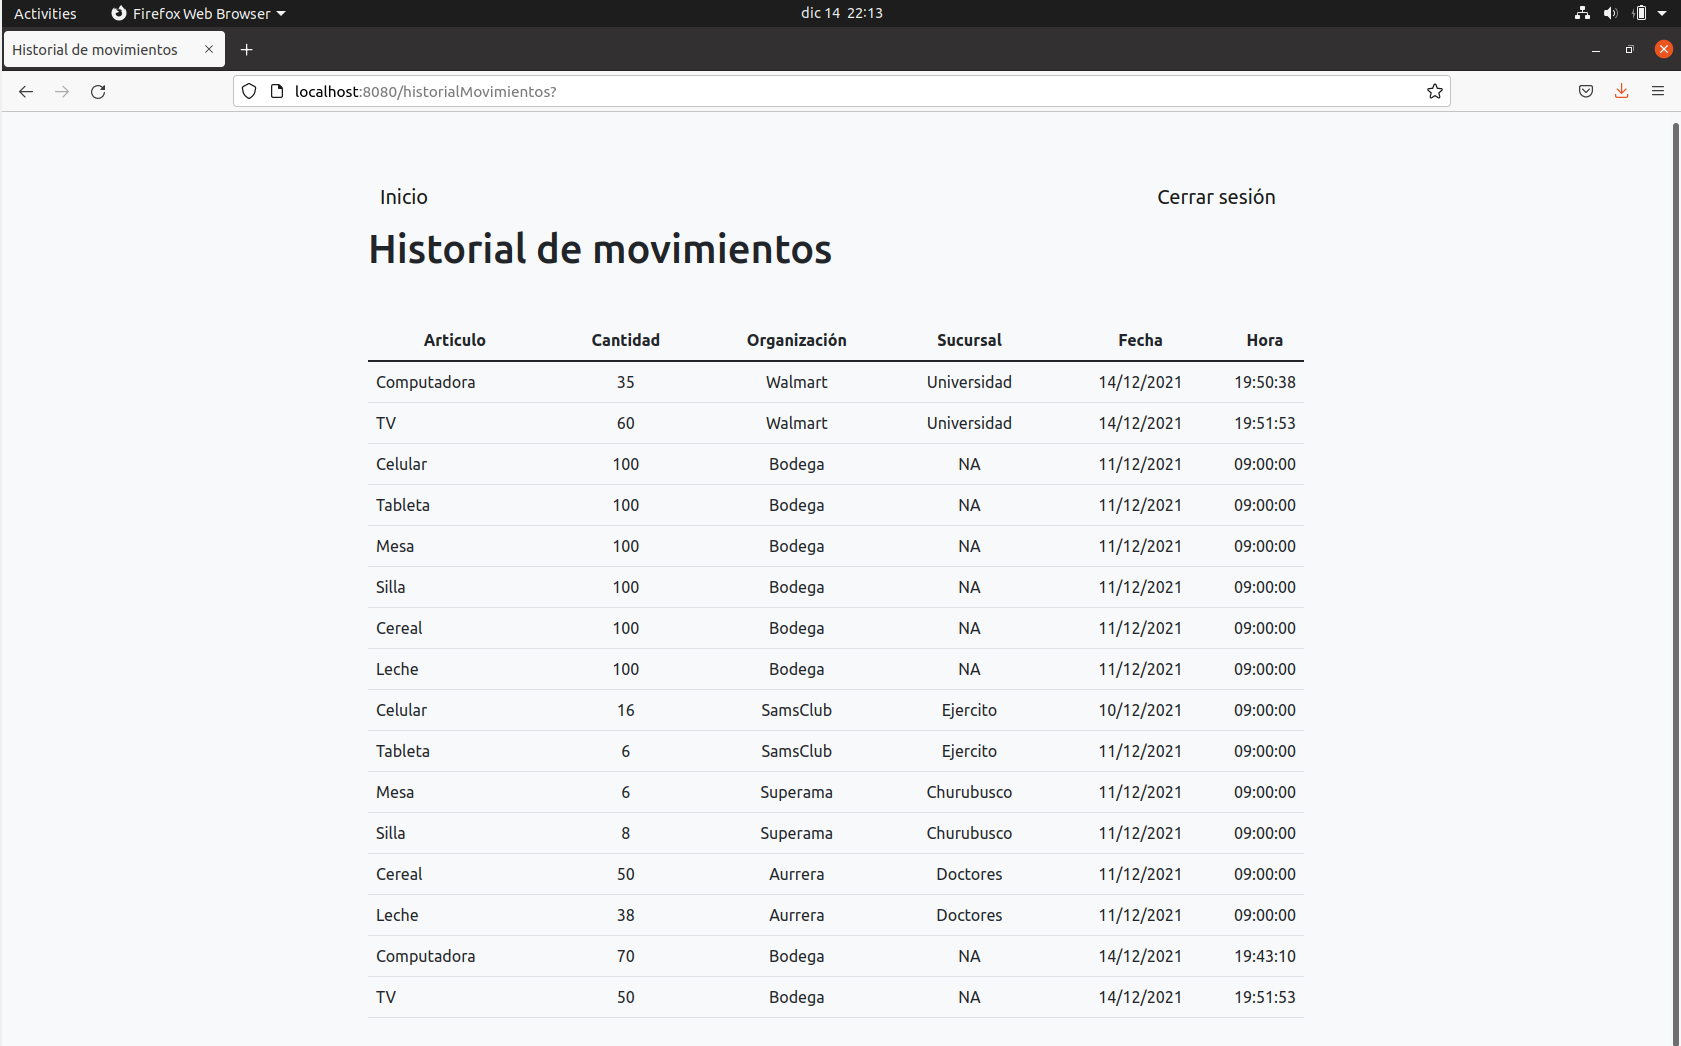 Activities Firefox Web Browser dic 14 22:13
Historial de movimientos
localhost:8080/historialMovimientos?
Inicio Cerrar sesión
Historial de movimientos
Articulo Cantidad Organización Sucursal Fecha Hora
Computadora 35 Walmart Universidad 14/12/2021 19:50:38
TV 60 Walmart Universidad 14/12/2021 19:51:53
Celular 100 Bodega NA 11/12/2021 09:00:00
Tableta 100 Bodega NA 11/12/2021 09:00:00
Mesa 100 Bodega NA 11/12/2021 09:00:00
Silla 100 Bodega NA 11/12/2021 09:00:00
Cereal 100 Bodega NA 11/12/2021 09:00:00
Leche 100 Bodega NA 11/12/2021 09:00:00
Celular 16 SamsClub Ejercito 10/12/2021 09:00:00
Tableta 6 SamsClub Ejercito 11/12/2021 09:00:00
Mesa 6 Superama Churubusco 11/12/2021 09:00:00
Silla 8 Superama Churubusco 11/12/2021 09:00:00
Cereal 50 Aurrera Doctores 11/12/2021 09:00:00
Leche 38 Aurrera Doctores 11/12/2021 09:00:00
Computadora 70 Bodega NA 14/12/2021 19:43:10
TV 50 Bodega NA 14/12/2021 19:51:53